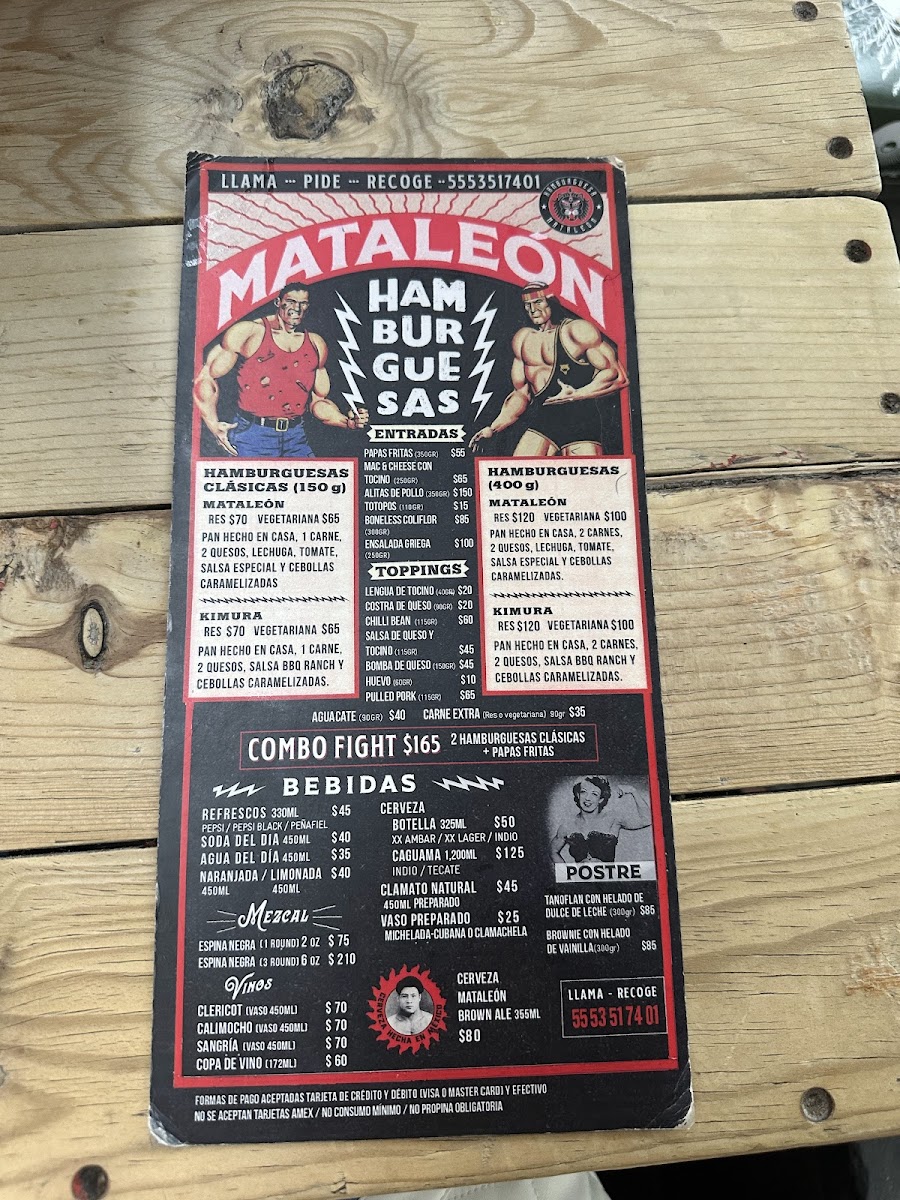 LLAMA ··· PIDE ··· RECOGE ··5553517401
HAMBURGUESA
MATALEÓN
MATALEÓN
HAM
BUR
GUE
SAS
ENTRADAS
PAPAS FRITAS (350GR) $55
MAC & CHEESE CON
TOCINO (250GR) $65
ALITAS DE POLLO (350GR) $150
TOTOPOS (110GR) $15
BONELESS COLIFLOR $85
(300GR)
ENSALADA GRIEGA $100
(250GR)
TOPPINGS
LENGUA DE TOCINO (40GR) $20
COSTRA DE QUESO (90GR) $20
CHILLI BEAN (115GR) $60
SALSA DE QUESO Y
TOCINO (115GR) $45
BOMBA DE QUESO (150GR) $45
HUEVO (60GR) $10
PULLED PORK (115GR) $65
HAMBURGUESAS
CLÁSICAS (150 g)
MATALEÓN
RES $70 VEGETARIANA $65
PAN HECHO EN CASA, 1 CARNE,
2 QUESOS, LECHUGA, TOMATE,
SALSA ESPECIAL Y CEBOLLAS
CARAMELIZADAS
KIMURA
RES $70 VEGETARIANA $65
PAN HECHO EN CASA, 1 CARNE,
2 QUESOS, SALSA BBQ RANCH Y
CEBOLLAS CARAMELIZADAS.
HAMBURGUESAS
(400 g)
MATALEÓN
RES $120 VEGETARIANA $100
PAN HECHO EN CASA, 2 CARNES,
2 QUESOS, LECHUGA, TOMATE,
SALSA ESPECIAL Y CEBOLLAS
CARAMELIZADAS.
KIMURA
RES $120 VEGETARIANA $100
PAN HECHO EN CASA, 2 CARNES,
2 QUESOS, SALSA BBQ RANCH Y
CEBOLLAS CARAMELIZADAS.
AGUACATE (90GR) $40 CARNE EXTRA (Res o vegetariana) 90gr $35
COMBO FIGHT $165 2 HAMBURGUESAS CLÁSICAS
+ PAPAS FRITAS
BEBIDAS
REFRESCOS 330ML $45
PEPSI / PEPSI BLACK / PEÑAFIEL
SODA DEL DÍA 450ML $40
AGUA DEL DÍA 450ML $35
NARANJADA / LIMONADA $40
450ML 450ML
MEZCAL
ESPINA NEGRA (1 ROUND) 2 OZ $ 75
ESPINA NEGRA (3 ROUND) 6 OZ $ 210
VINOS
CLERICOT (VASO 450ML) $ 70
CALIMOCHO (VASO 450ML) $ 70
SANGRÍA (VASO 450ML) $ 70
COPA DE VINO (172ML) $ 60
CERVEZA
BOTELLA 325ML $50
XX AMBAR / XX LAGER / INDIO
CAGUAMA 1,200ML $125
INDIO / TECATE
CLAMATO NATURAL $45
450ML PREPARADO
VASO PREPARADO $25
MICHELADA-CUBANA O CLAMACHELA
CERVEZA HECHA EN MÉXICO
CERVEZA
MATALEÓN
BROWN ALE 355ML
$80
POSTRE
TANOFLAN CON HELADO DE
DULCE DE LECHE (300gr) $85
BROWNIE CON HELADO
DE VAINILLA(300gr) $85
LLAMA - RECOGE
55 53 51 74 01
FORMAS DE PAGO ACEPTADAS TARJETA DE CRÉDITO Y DÉBITO (VISA O MASTER CARD) Y EFECTIVO
NO SE ACEPTAN TARJETAS AMEX / NO CONSUMO MÍNIMO / NO PROPINA OBLIGATORIA